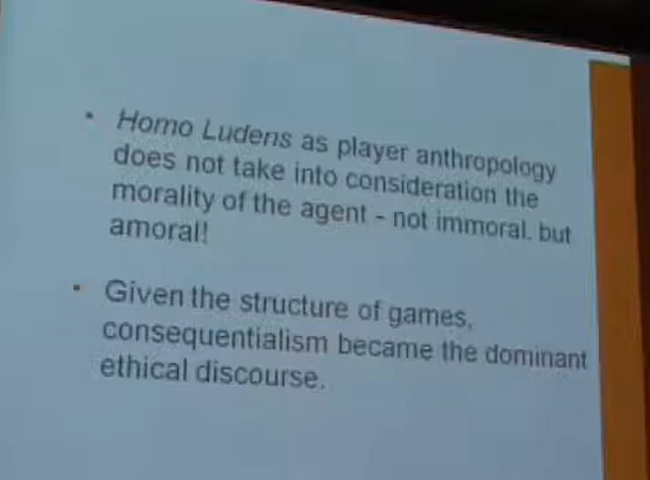 • Homo Ludens as player anthropology
does not take into consideration the
morality of the agent - not immoral. but
amoral!
• Given the structure of games,
consequentialism became the dominant
ethical discourse.